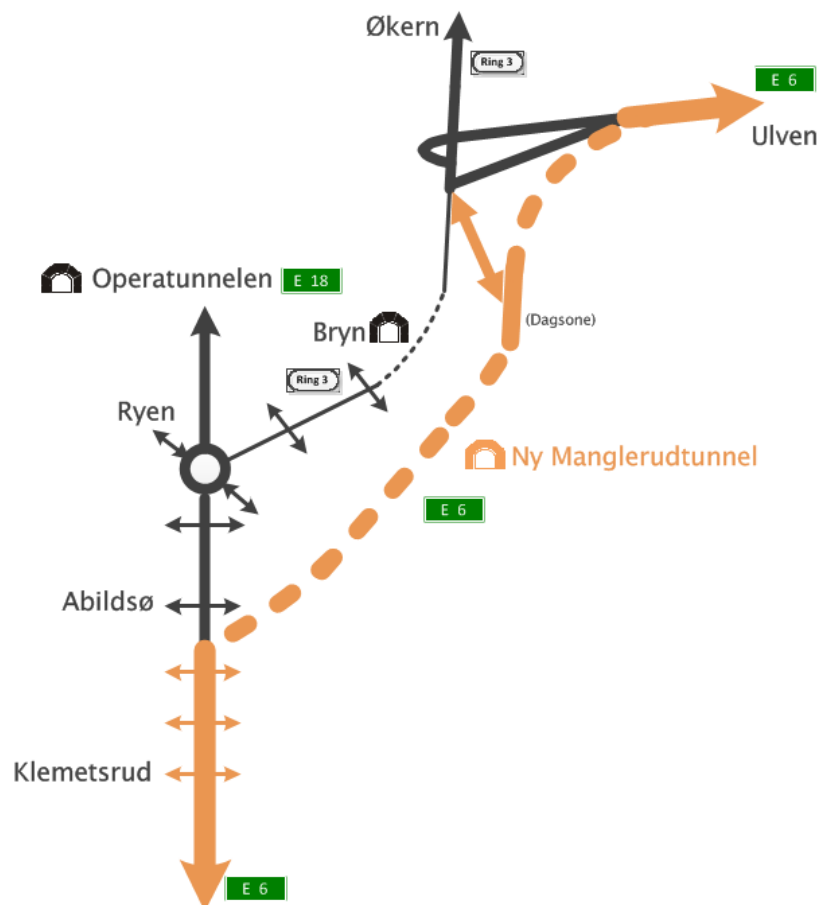 Økern
Ring 3
E 6
Ulven
Operatunnelen
E 18
(Dagsone)
Bryn
Ring 3
Ryen
Ny Manglerudtunnel
E 6
Abildsø
Klemetsrud
E 6